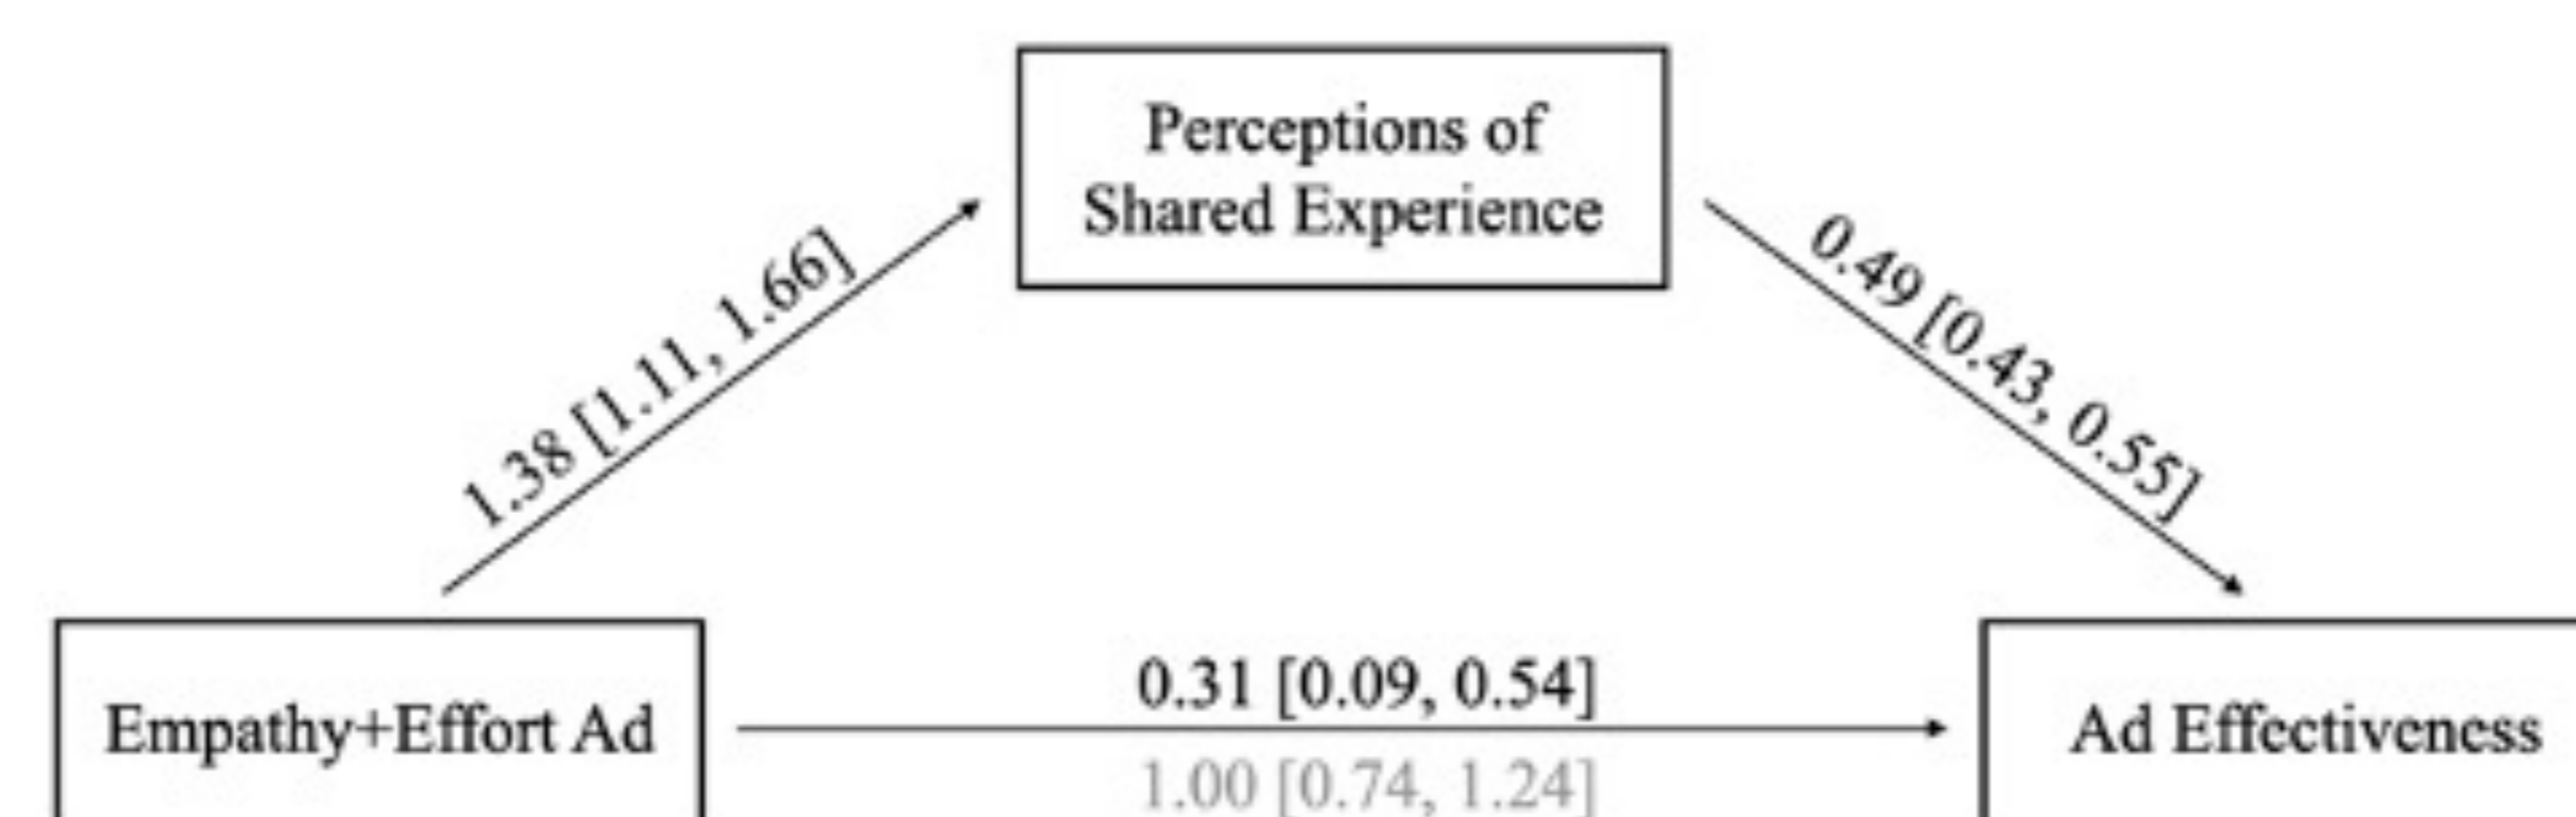 Perceptions of
Shared Experience
1.38 [1.11, 1.66]
0.49 [0.43, 0.55]
Empathy+Effort Ad
0.31 [0.09, 0.54]
1.00 [0.74, 1.24]
Ad Effectiveness